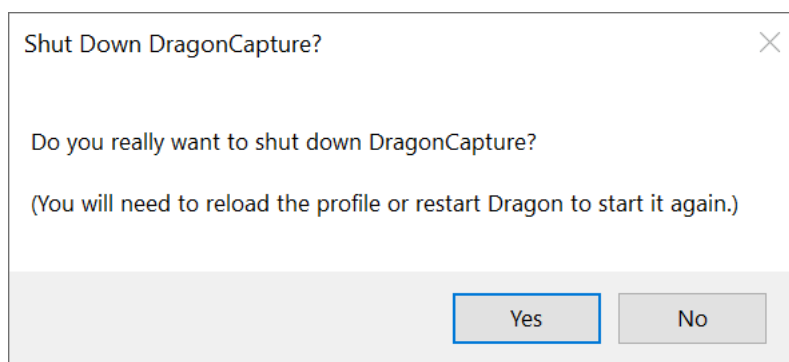 Shut Down DragonCapture?
Do you really want to shut down DragonCapture?
(You will need to reload the profile or restart Dragon to start it again.)
Yes
No